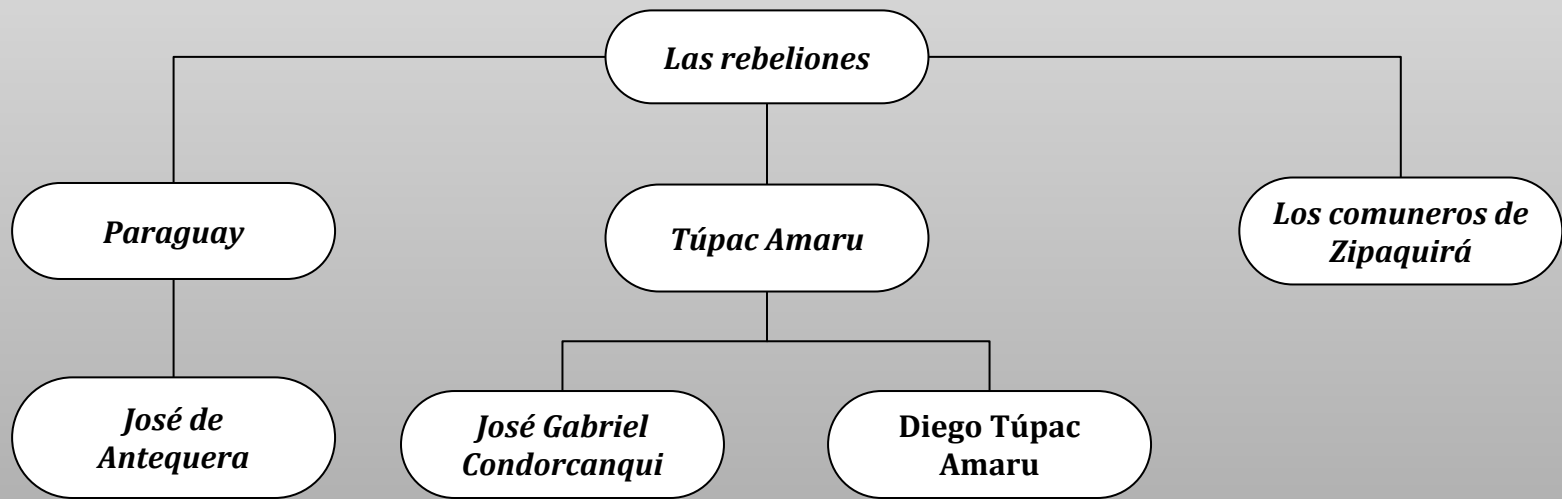 Las rebeliones
Paraguay
Túpac Amaru
Los comuneros de
Zipaquirá
José de
Antequera
José Gabriel
Condorcanqui
Diego Túpac
Amaru